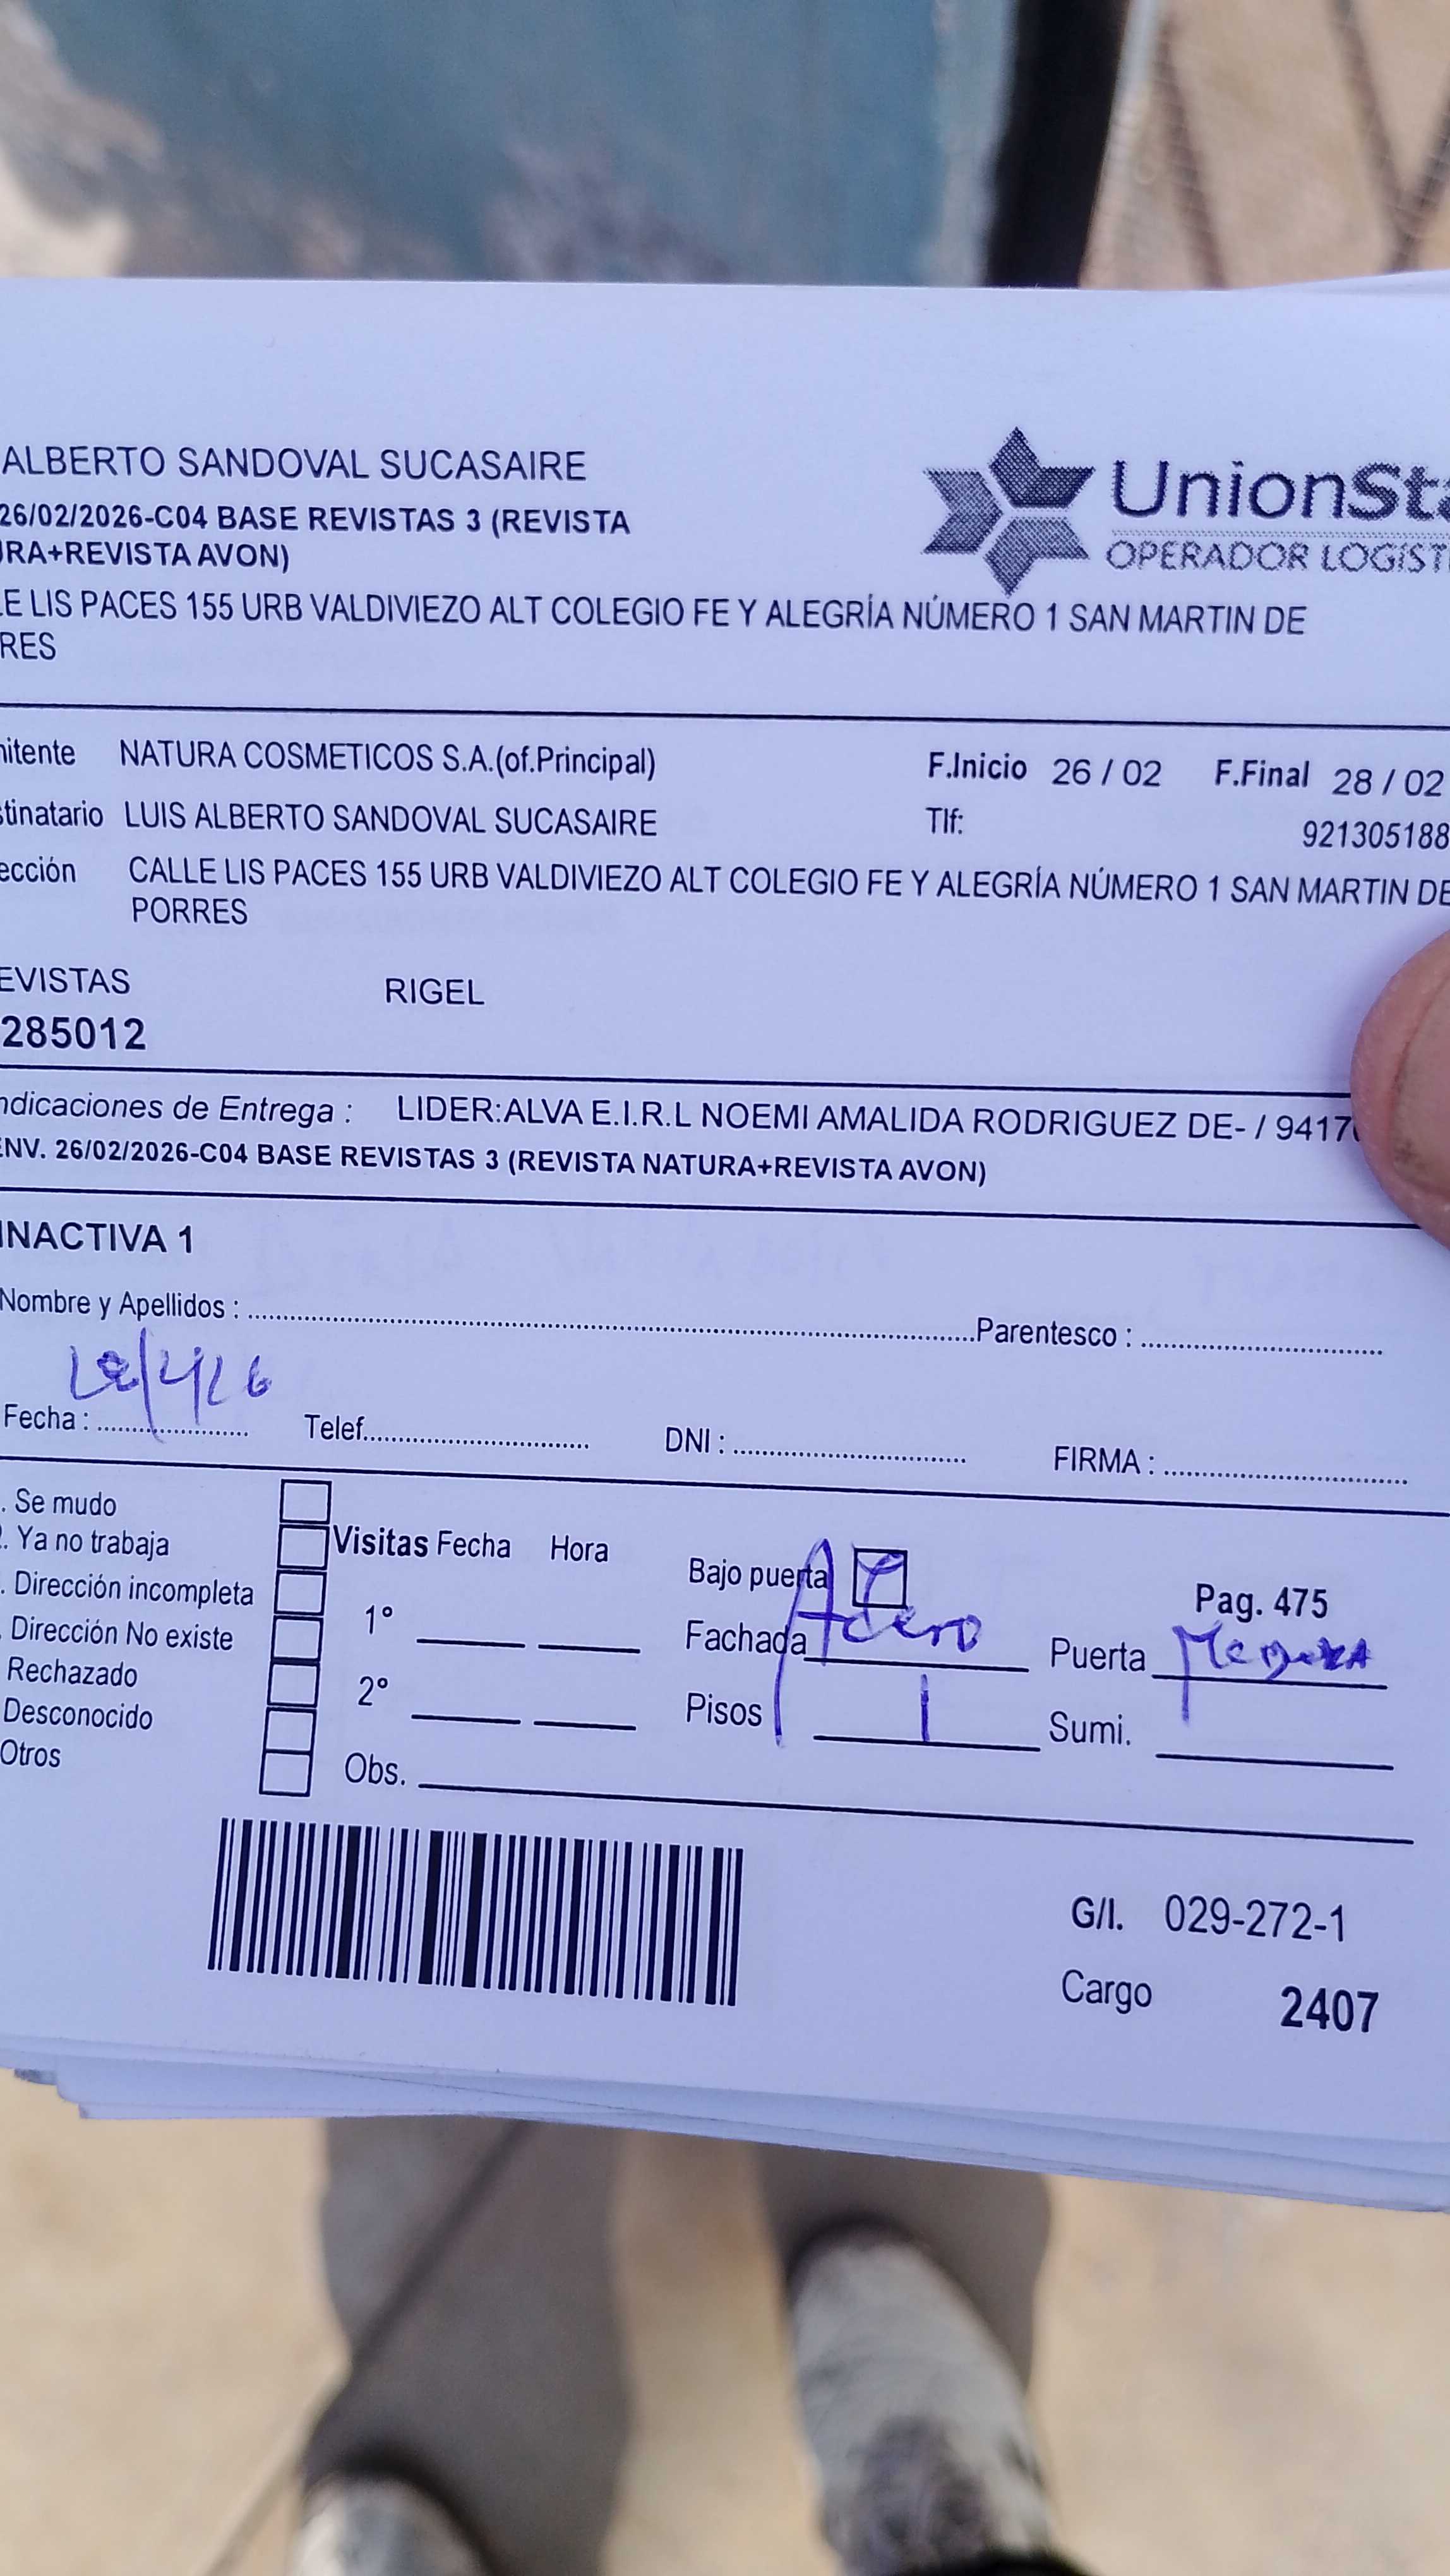 ALBERTO SANDOVAL SUCASAIRE
26/02/2026-C04 BASE REVISTAS 3 (REVISTA
RA+REVISTA AVON)
UnionSta
OPERADOR LOGÍST
E LIS PACES 155 URB VALDIVIEZO ALT COLEGIO FE Y ALEGRÍA NÚMERO 1 SAN MARTIN DE
RES
itente NATURA COSMETICOS S.A.(of.Principal) F.Inicio 26 / 02 F.Final 28 / 02
tinatario LUIS ALBERTO SANDOVAL SUCASAIRE Tlf: 921305188
ección CALLE LIS PACES 155 URB VALDIVIEZO ALT COLEGIO FE Y ALEGRÍA NÚMERO 1 SAN MARTIN DE
PORRES
EVISTAS RIGEL
285012
ndicaciones de Entrega : LIDER:ALVA E.I.R.L NOEMI AMALIDA RODRIGUEZ DE- / 9417
ENV. 26/02/2026-C04 BASE REVISTAS 3 (REVISTA NATURA+REVISTA AVON)
INACTIVA 1
Nombre y Apellidos : Parentesco :
Fecha : Telef. DNI : FIRMA :
. Se mudo
. Ya no trabaja
. Dirección incompleta
. Dirección No existe
Rechazado
Desconocido
Otros
Visitas Fecha Hora
1°
2°
Obs.
Bajo puerta
Fachada
Pisos 1
Pag. 475
Puerta
Sumi.
G/I. 029-272-1
Cargo 2407